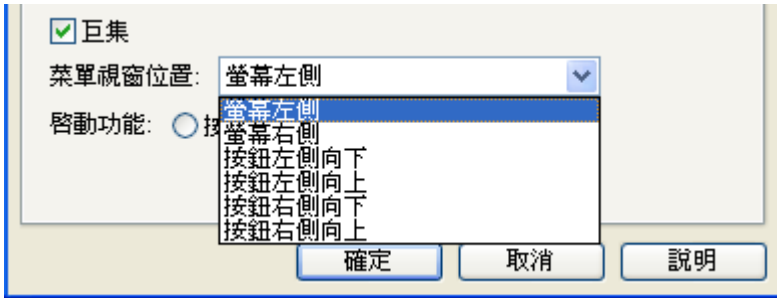 巨集
菜單視窗位置: 螢幕左側
螢幕左側
啓動功能:
螢幕右側
按鈕左側向下
按鈕左側向上
按鈕右側向下
按鈕右側向上
確定 取消 說明